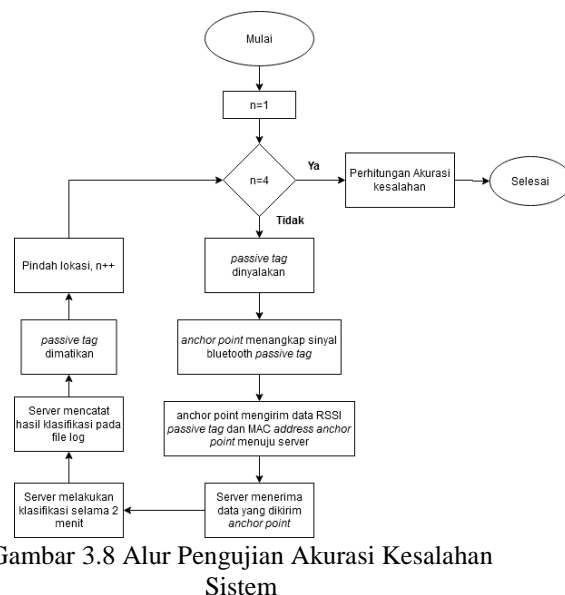 Mulai
n=1
n=4
Ya
Perhitungan Akurasi
kesalahan
Selesai
Tidak
passive tag
dinyalakan
anchor point menangkap sinyal
bluetooth passive tag
anchor point mengirim data RSSI
passive tag dan MAC address anchor
point menuju server
Server menerima
data yang dikirim
anchor point
Server melakukan
klasifikasi selama 2
menit
Server mencatat
hasil klasifikasi pada
file log
passive tag
dimatikan
Pindah lokasi, n++
Gambar 3.8 Alur Pengujian Akurasi Kesalahan
Sistem